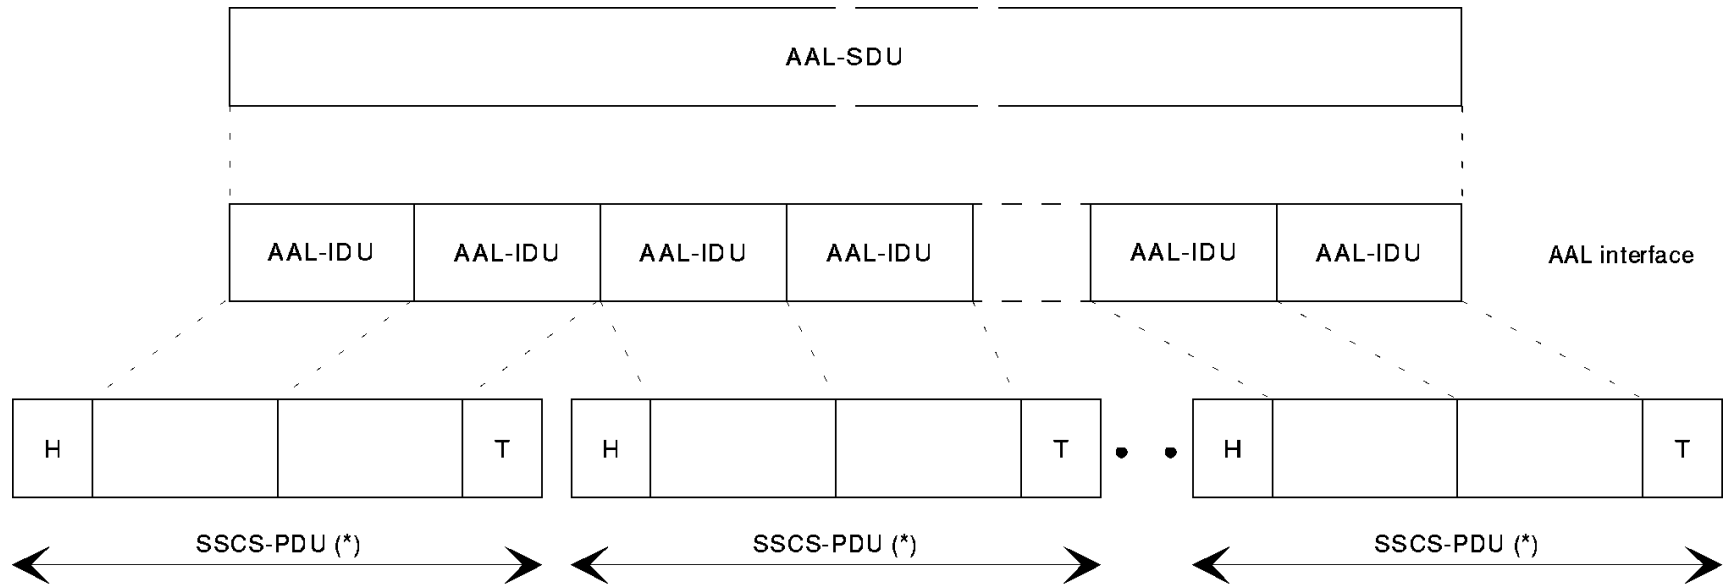 AAL-SDU
AAL-IDU AAL-IDU AAL-IDU AAL-IDU AAL-IDU AAL-IDU AAL interface
H T H T H T
SSCS-PDU (*) SSCS-PDU (*) SSCS-PDU (*)